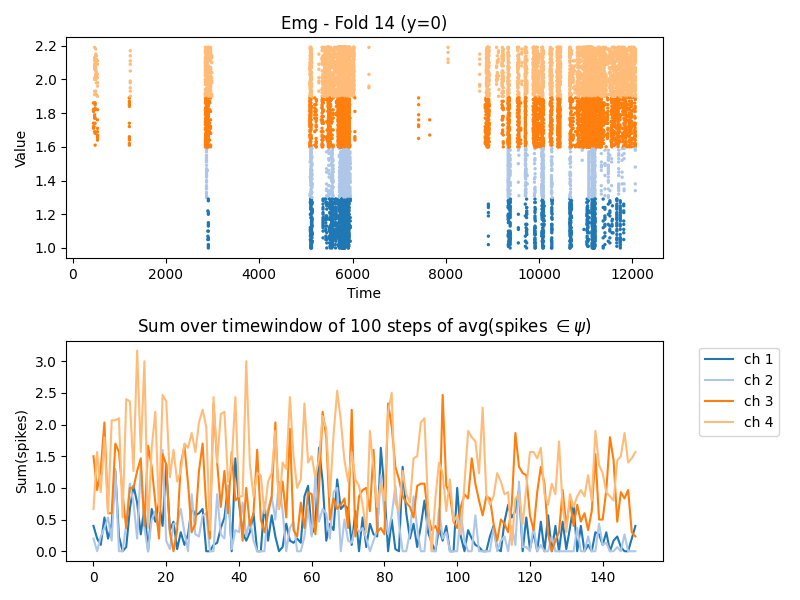 Emg - Fold 14 (y=0)
Value
2.2
2.0
1.8
1.6
1.4
1.2
1.0
0 2000 4000 6000 8000 10000 12000
Time
Sum over timewindow of 100 steps of avg(spikes ∈ ψ)
Sum(spikes)
3.0
2.5
2.0
1.5
1.0
0.5
0.0
0 20 40 60 80 100 120 140
ch 1
ch 2
ch 3
ch 4